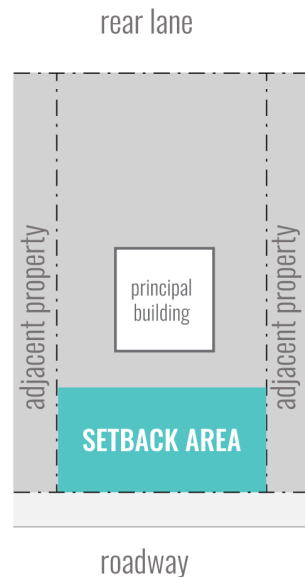 rear lane
adjacent property
principal
building
adjacent property
SETBACK AREA
roadway